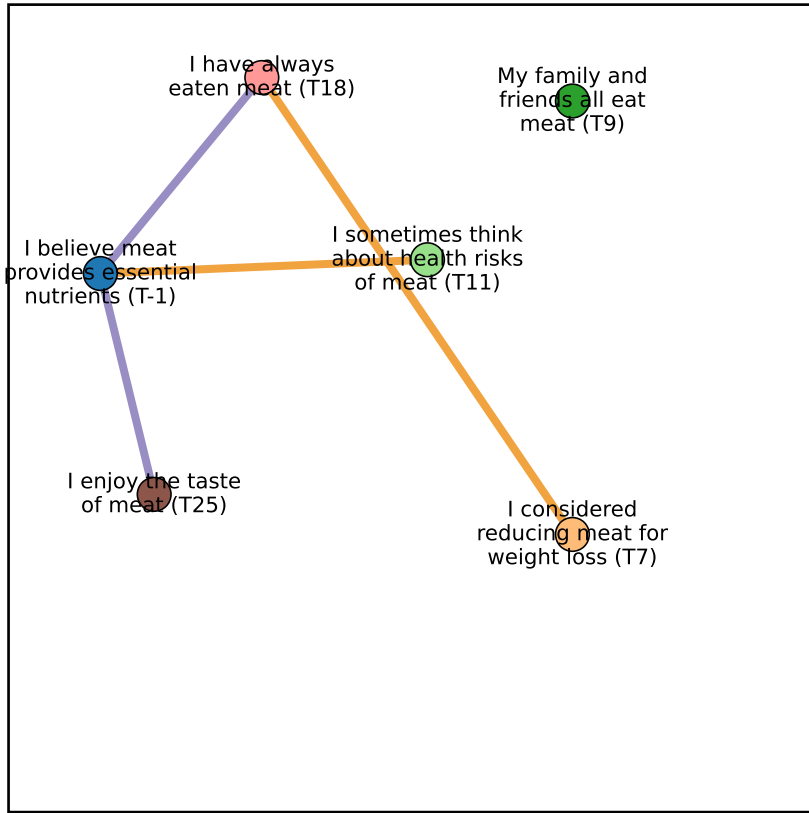 I have always
eaten meat (T18)
My family and
friends all eat
meat (T9)
I sometimes think
about health risks
of meat (T11)
I believe meat
provides essential
nutrients (T-1)
I enjoy the taste
of meat (T25)
I considered
reducing meat for
weight loss (T7)